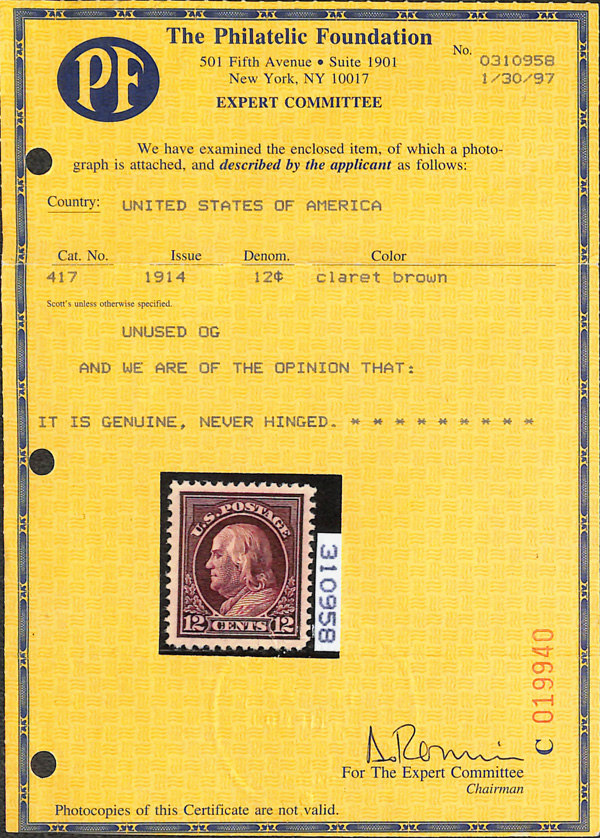 PF
The Philatelic Foundation
501 Fifth Avenue • Suite 1901
New York, NY 10017
EXPERT COMMITTEE
No. 0310958
1/30/97
We have examined the enclosed item, of which a photo-
graph is attached, and described by the applicant as follows:
Country: UNITED STATES OF AMERICA
Cat. No. Issue Denom. Color
417 1914 12¢ claret brown
Scott's unless otherwise specified.
UNUSED OG
AND WE ARE OF THE OPINION THAT:
IT IS GENUINE, NEVER HINGED. * * * * * * * * *
U.S. POSTAGE
12 CENTS 12
310958
C 019940
For The Expert Committee
Chairman
Photocopies of this Certificate are not valid.